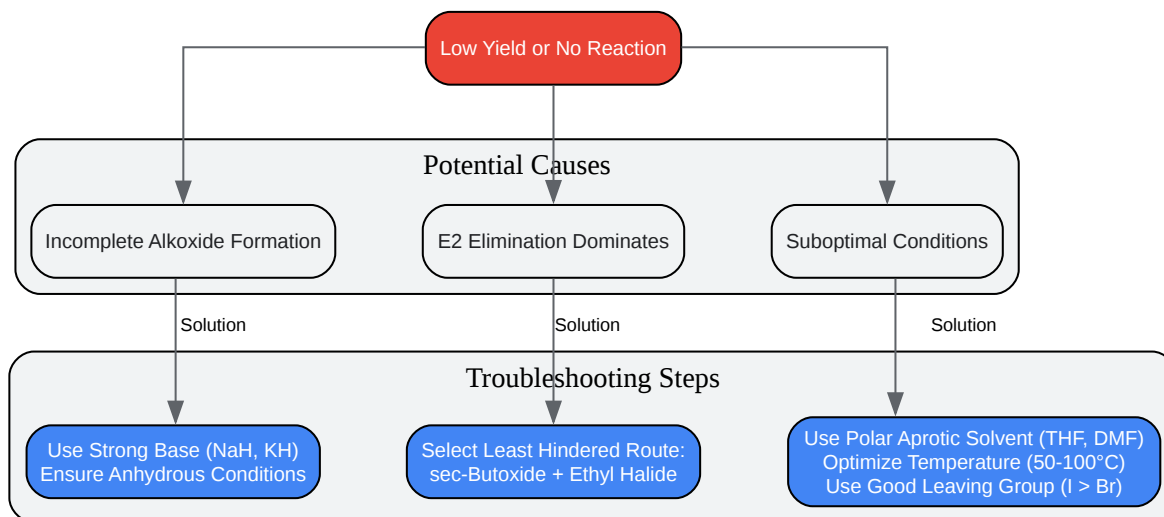 Low Yield or No Reaction
Potential Causes
Incomplete Alkoxide Formation
E2 Elimination Dominates
Suboptimal Conditions
Solution
Solution
Solution
Troubleshooting Steps
Use Strong Base (NaH, KH)
Ensure Anhydrous Conditions
Select Least Hindered Route:
sec-Butoxide + Ethyl Halide
Use Polar Aprotic Solvent (THF, DMF)
Optimize Temperature (50-100°C)
Use Good Leaving Group (I > Br)